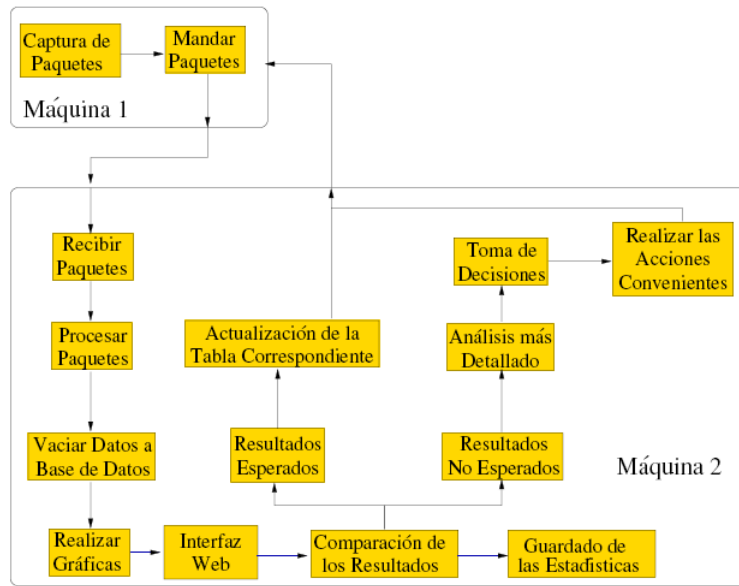 Captura de
Paquetes
Mandar
Paquetes
Máquina 1
Recibir
Paquetes
Procesar
Paquetes
Vaciar Datos a
Base de Datos
Realizar
Gráficas
Interfaz
Web
Comparación de
los Resultados
Guardado de
las Estadísticas
Resultados
Esperados
Actualización de la
Tabla Correspondiente
Resultados
No Esperados
Análisis más
Detallado
Toma de
Decisiones
Realizar las
Acciones
Convenientes
Máquina 2